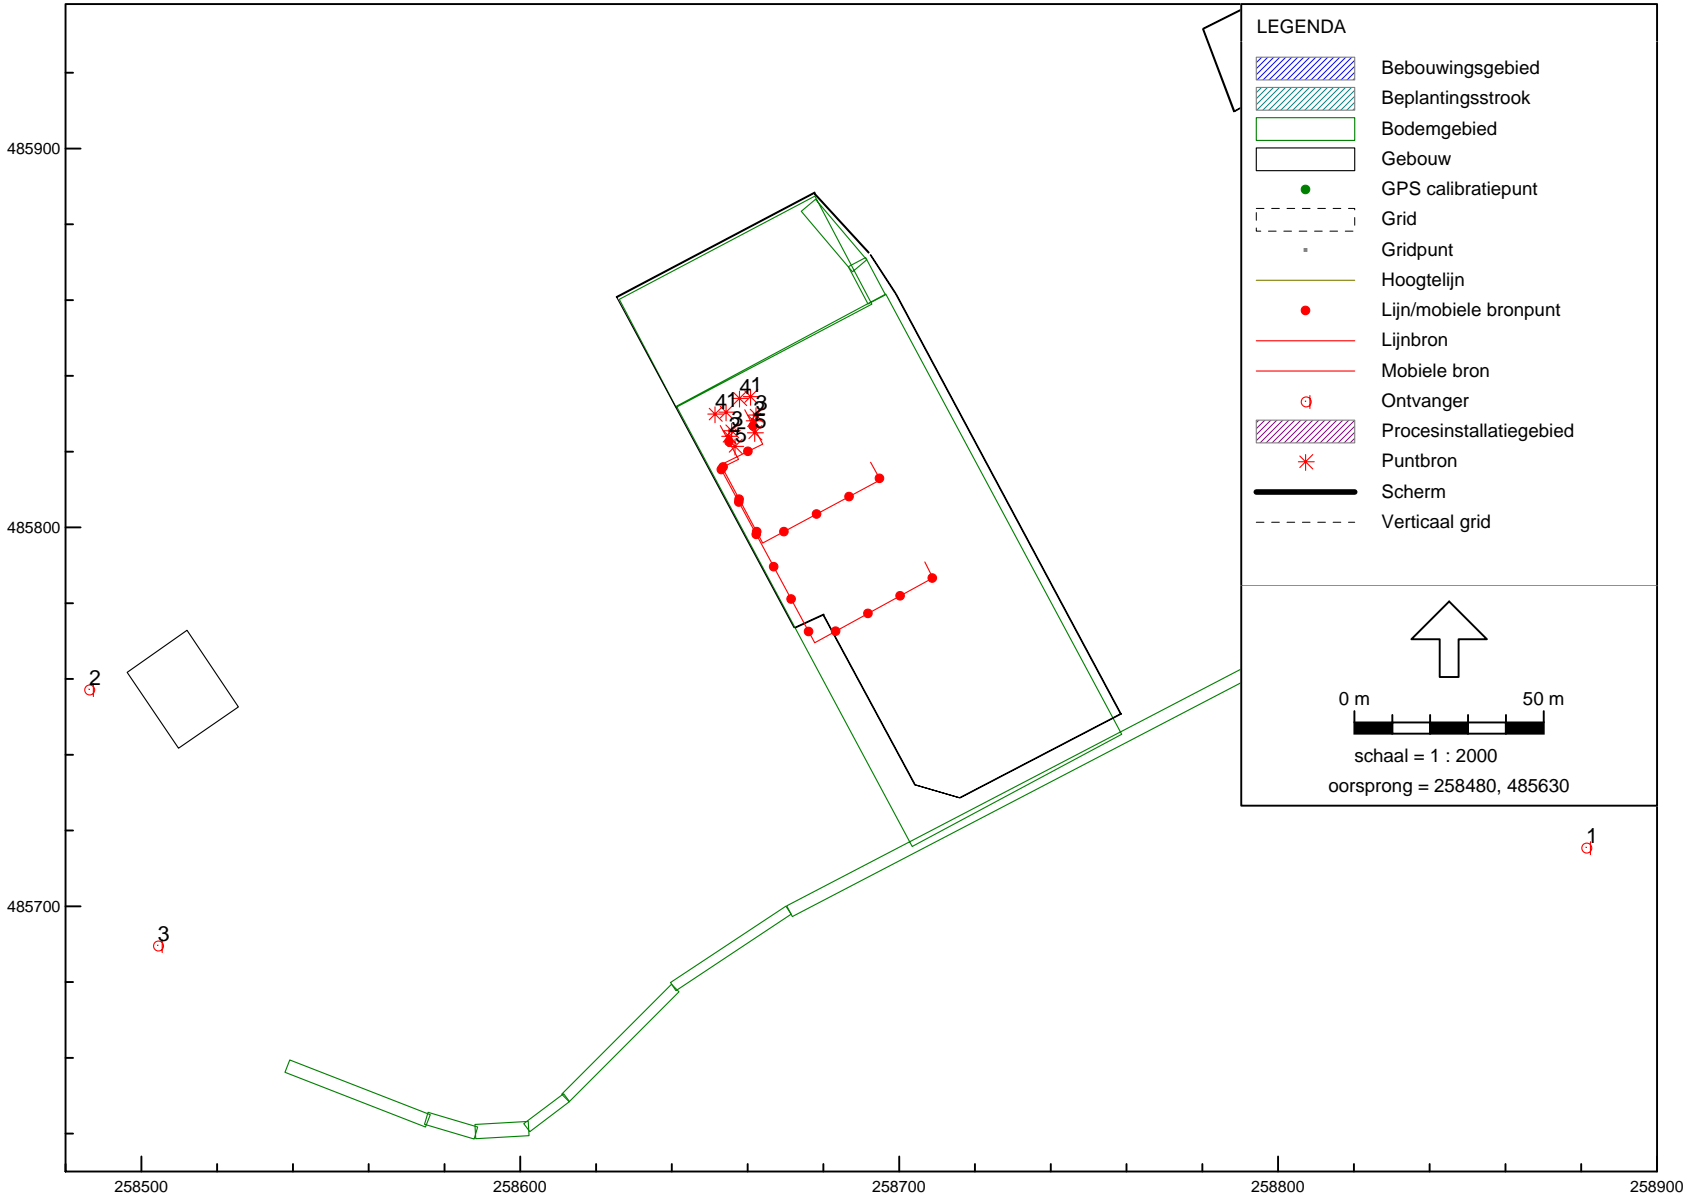 LEGENDA
Bebouwingsgebied
Beplantingsstrook
Bodemgebied
Gebouw
GPS calibratiepunt
Grid
Gridpunt
Hoogtelijn
Lijn/mobiele bronpunt
Lijnbron
Mobiele bron
Ontvanger
Procesinstallatiegebied
Puntbron
Scherm
Verticaal grid
0 m 50 m
schaal = 1 : 2000
oorsprong = 258480, 485630
485900
41
41
3
2
5
3
2
5
485800
2
1
485700
3
258500 258600 258700 258800 258900